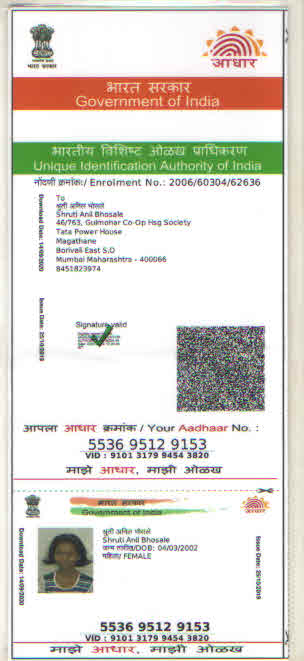 भारत सरकार
आधार
भारत सरकार
Government of India
भारतीय विशिष्ट ओळख प्राधिकरण
Unique Identification Authority of India
नोंदणी क्रमांक:/ Enrolment No.: 2006/60304/62636
To
श्रुती अनिल भोसले
Shruti Anil Bhosale
46/763, Gulmohar Co-Op Hsg Society
Tata Power House
Magathane
Borivali East S.O
Mumbai Maharashtra - 400066
8451823974
Download Date: 14/09/2020
Issue Date: 25/10/2019
Signature valid
आपला आधार क्रमांक / Your Aadhaar No. :
5536 9512 9153
VID : 9101 3179 9454 3820
माझे आधार, माझी ओळख
भारत सरकार
Government of India
आधार
श्रुती अनिल भोसले
Shruti Anil Bhosale
जन्म तारीख/DOB: 04/03/2002
महिला/ FEMALE
Download Date: 14/09/2020
Issue Date: 25/10/2019
5536 9512 9153
VID : 9101 3179 9454 3820
माझे आधार, माझी ओळख